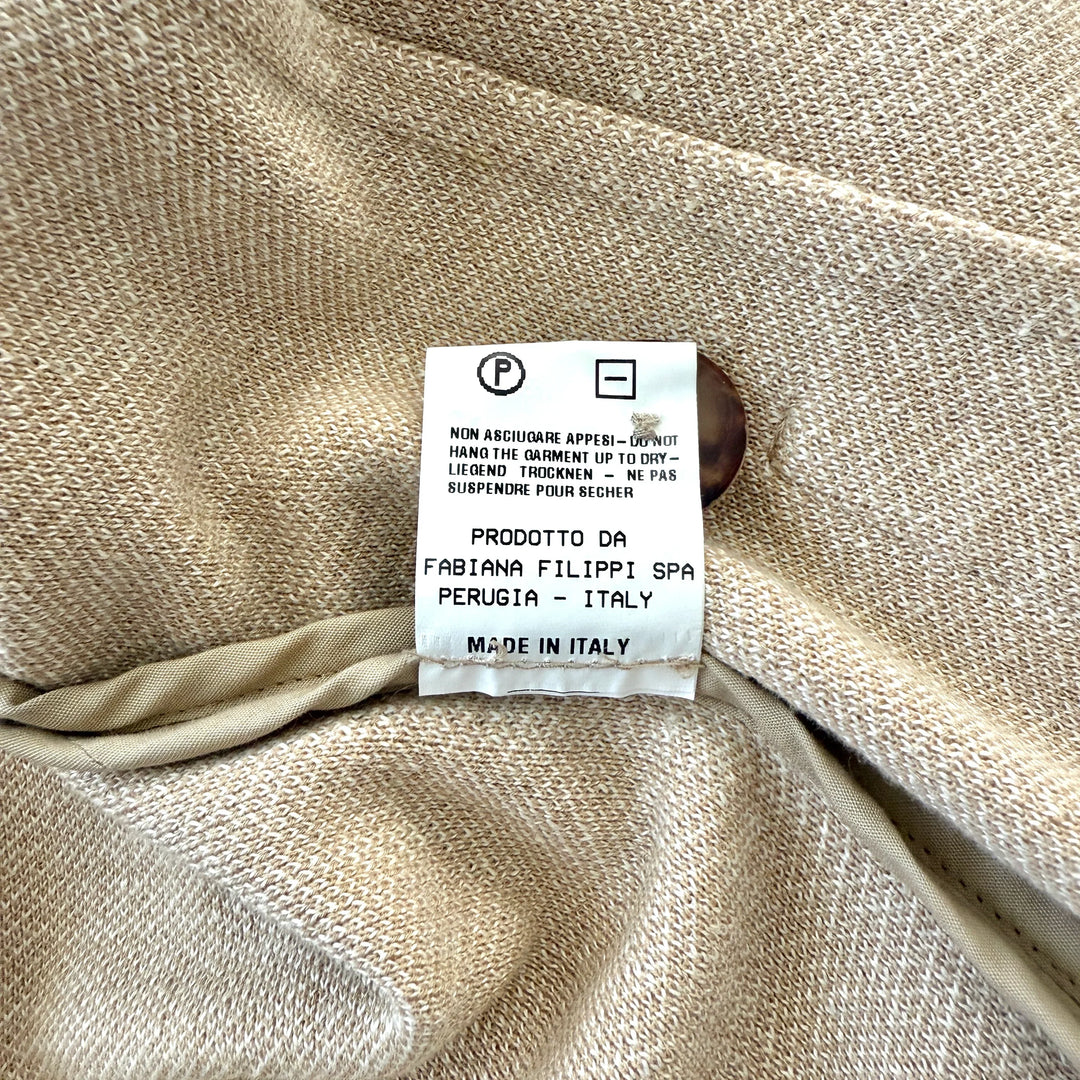 P
NON ASCIUGARE APPESI – DO NOT
HANG THE GARMENT UP TO DRY –
LIEGEND TROCKNEN – NE PAS
SUSPENDRE POUR SECHER
PRODOTTO DA
FABIANA FILIPPI SPA
PERUGIA - ITALY
MADE IN ITALY